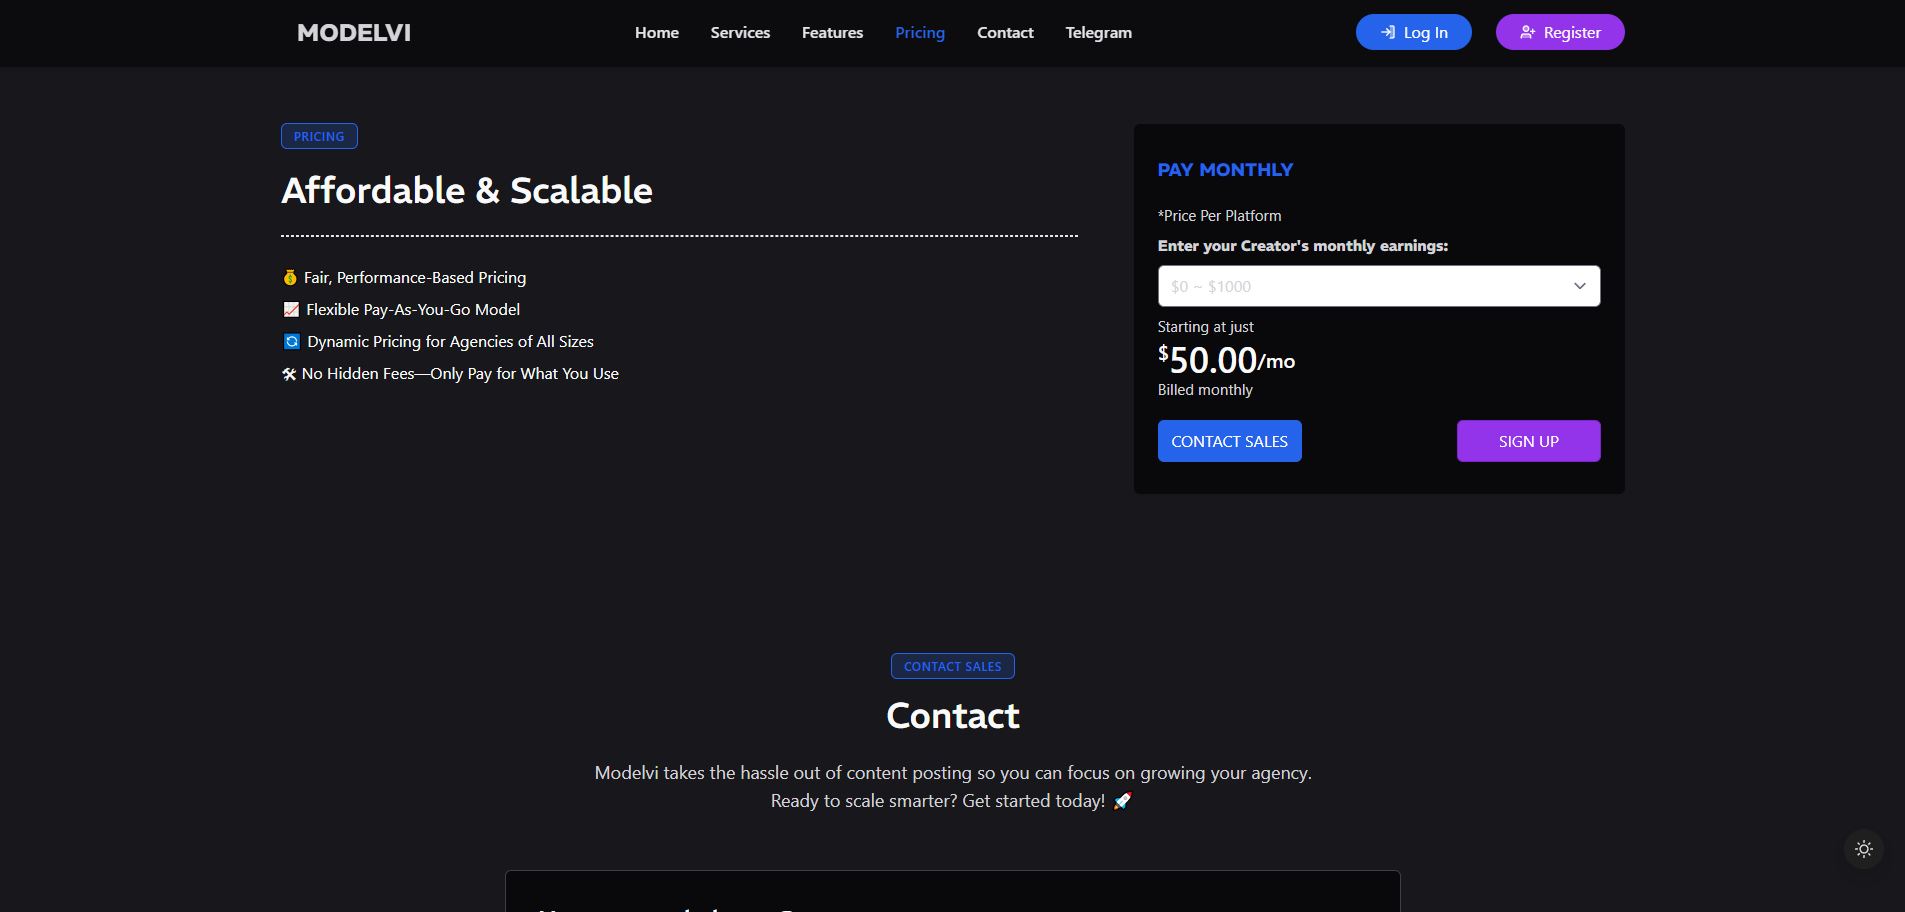 MODELVI
Home
Services
Features
Pricing
Contact
Telegram
Log In
Register
PRICING
Affordable & Scalable
💰 Fair, Performance-Based Pricing
📈 Flexible Pay-As-You-Go Model
🔄 Dynamic Pricing for Agencies of All Sizes
🛠 No Hidden Fees—Only Pay for What You Use
PAY MONTHLY
*Price Per Platform
Enter your Creator's monthly earnings:
$0 ~ $1000
Starting at just
$50.00/mo
Billed monthly
CONTACT SALES
SIGN UP
CONTACT SALES
Contact
Modelvi takes the hassle out of content posting so you can focus on growing your agency.
Ready to scale smarter? Get started today! 🚀